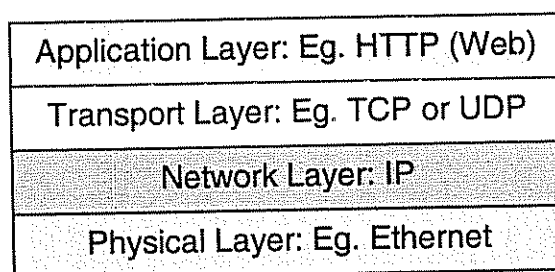 Application Layer: Eg. HTTP (Web)
Transport Layer: Eg. TCP or UDP
Network Layer: IP
Physical Layer: Eg. Ethernet